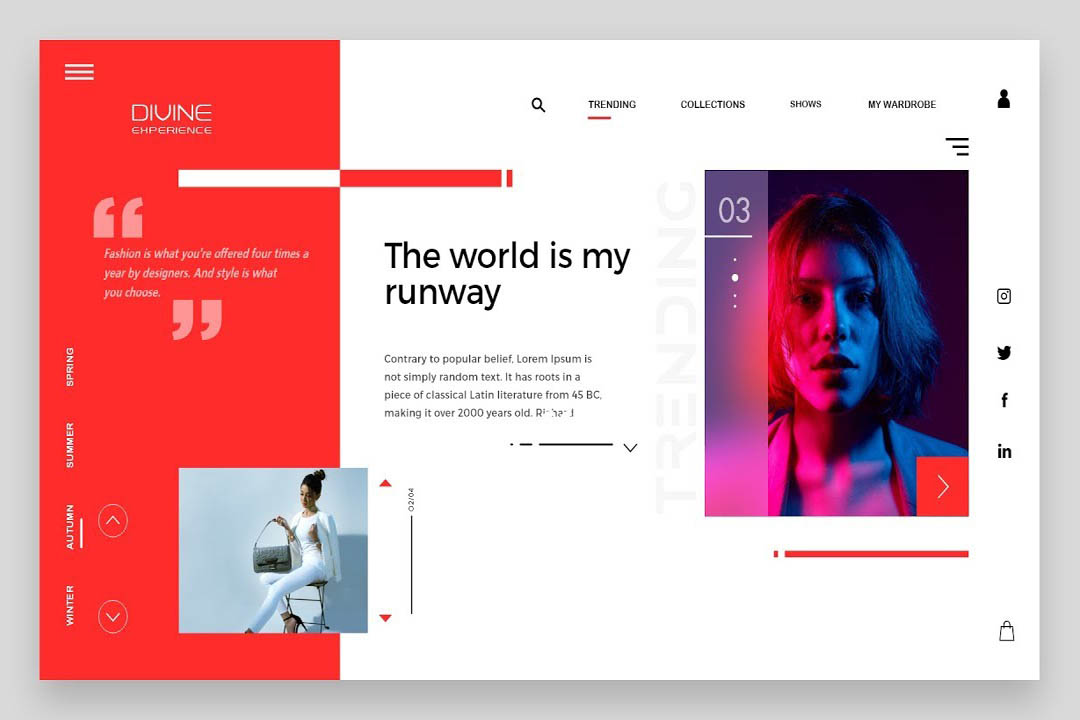 DIVINE
EXPERIENCE
TRENDING
COLLECTIONS
SHOWS
MY WARDROBE
“
Fashion is what you're offered four times a
year by designers. And style is what
you choose.
”
SPRING
SUMMER
AUTUMN
WINTER
The world is my
runway
Contrary to popular belief, Lorem Ipsum is
not simply random text. It has roots in a
piece of classical Latin literature from 45 BC,
making it over 2000 years old.
02/04
TRENDING
03
f
in